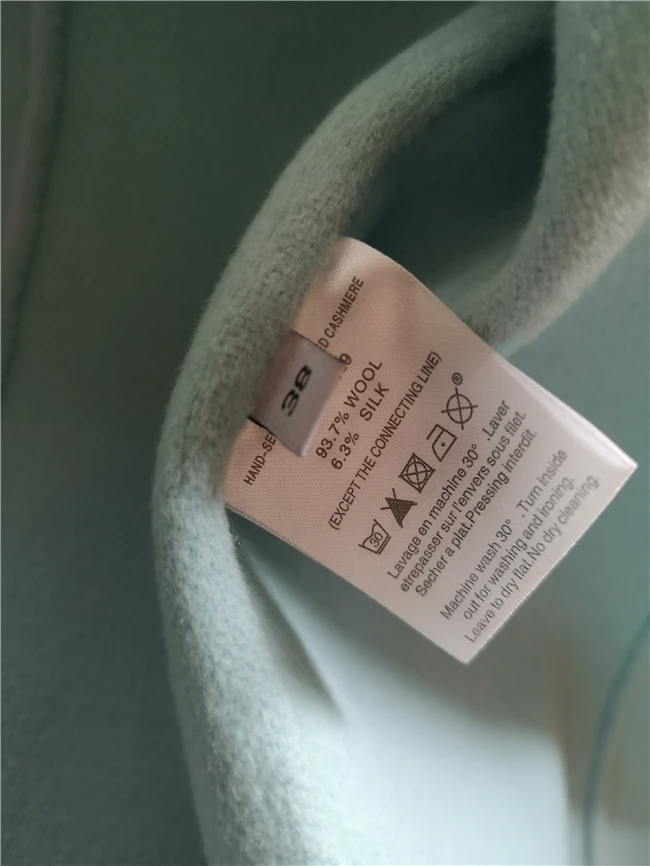 38
HAND-SE
D CASHMERE
9
93.7% WOOL
6.3% SILK
(EXCEPT THE CONNECTING LINE)
30
®
Lavage en machine 30° .Laver
etrepasser sur l'envers sous filet.
Secher a plat.Pressing interdit.
Machine wash 30° .Turn inside
out for washing and ironing.
Leave to dry flat.No dry cleaning.